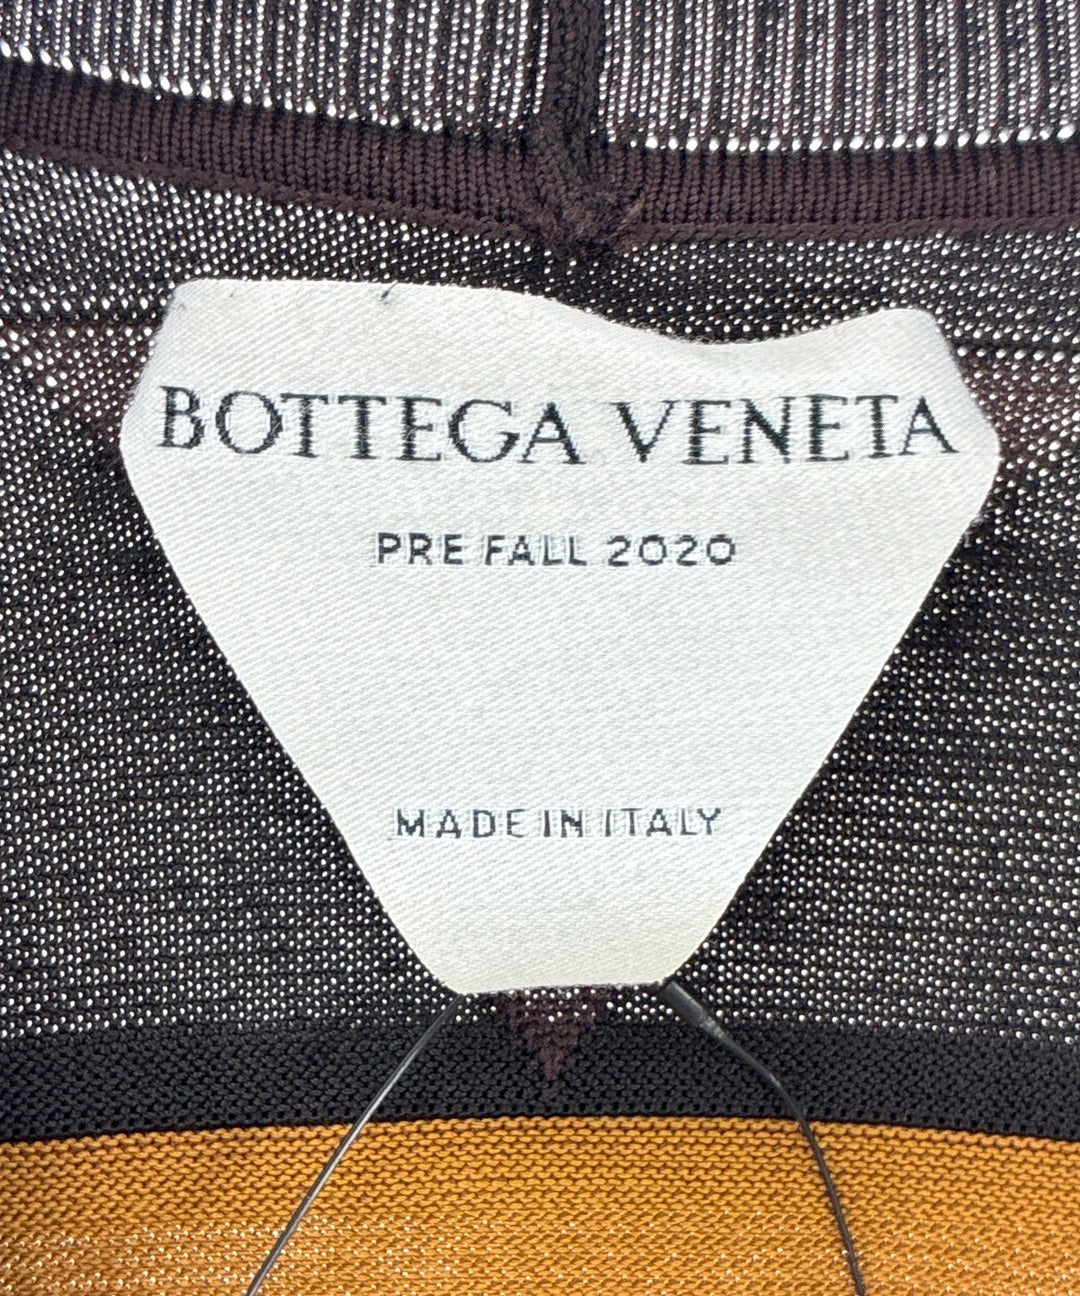 BOTTEGA VENETA
PRE FALL 2020
MADE IN ITALY